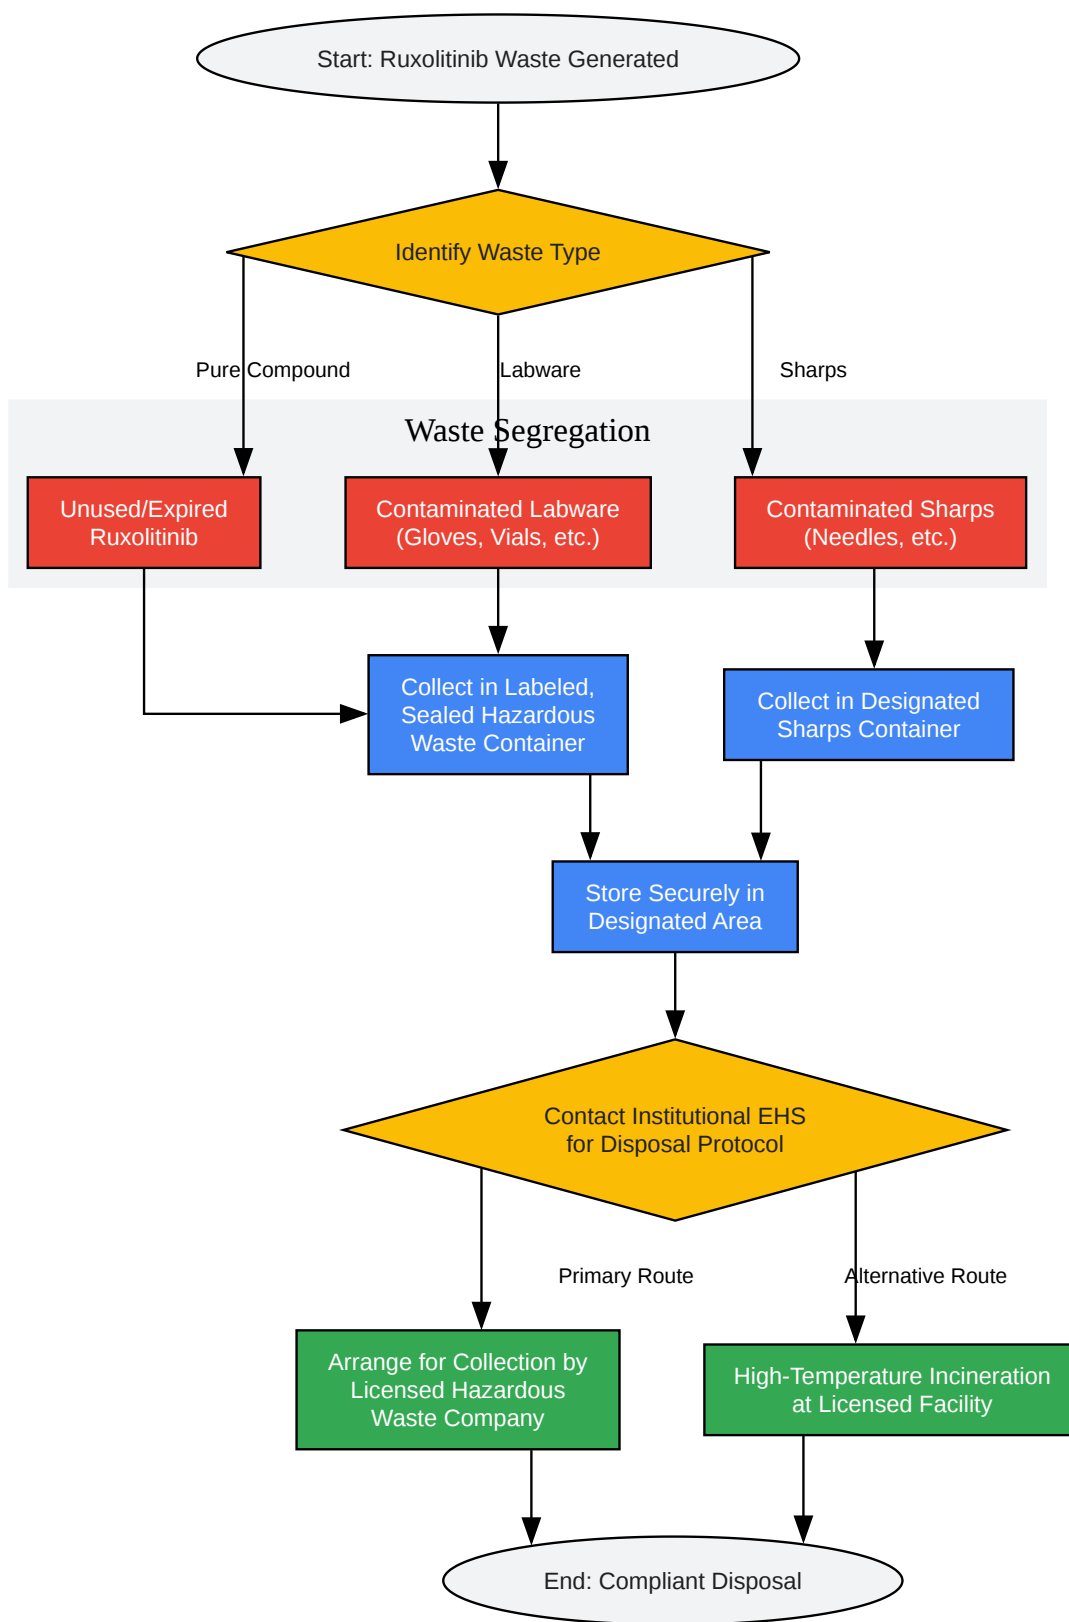 Start: Ruxolitinib Waste Generated
Identify Waste Type
Pure Compound
Labware
Sharps
Waste Segregation
Unused/Expired
Ruxolitinib
Contaminated Labware
(Gloves, Vials, etc.)
Contaminated Sharps
(Needles, etc.)
Collect in Labeled,
Sealed Hazardous
Waste Container
Collect in Designated
Sharps Container
Store Securely in
Designated Area
Contact Institutional EHS
for Disposal Protocol
Primary Route
Alternative Route
Arrange for Collection by
Licensed Hazardous
Waste Company
High-Temperature Incineration
at Licensed Facility
End: Compliant Disposal